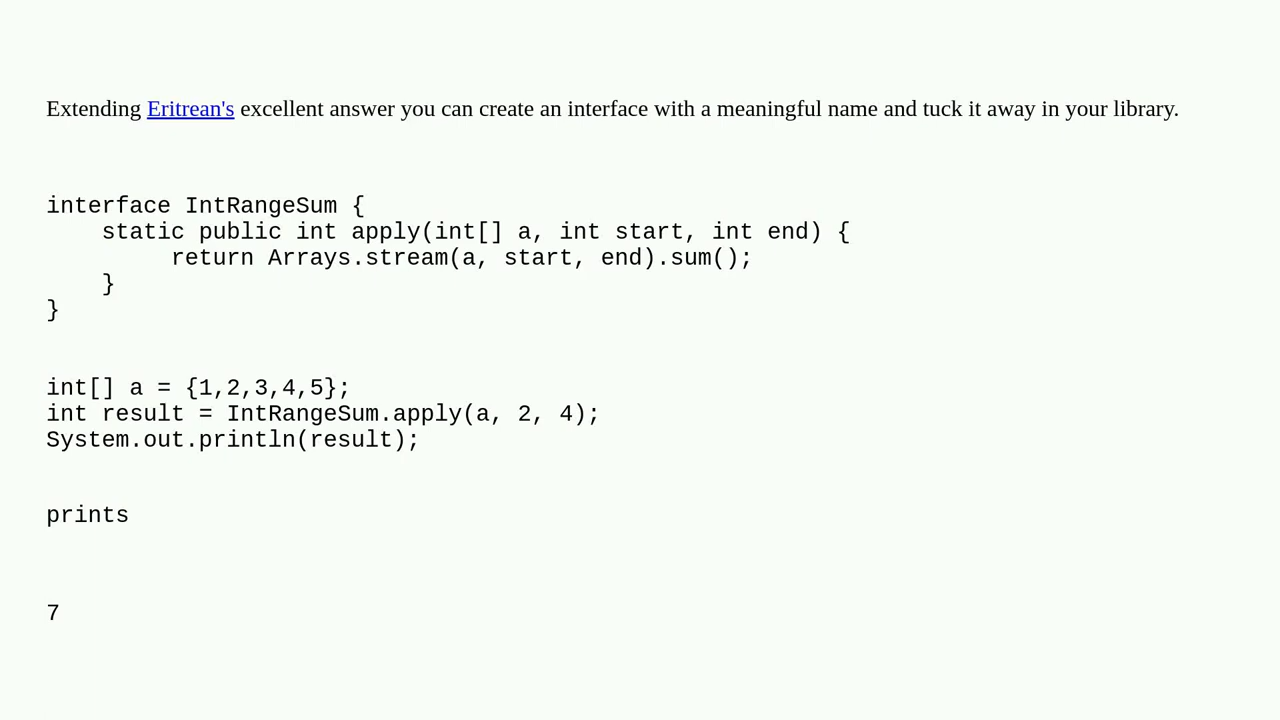 Extending Eritrean's excellent answer you can create an interface with a meaningful name and tuck it away in your library.
interface IntRangeSum {
    static public int apply(int[] a, int start, int end) {
         return Arrays.stream(a, start, end).sum();
    }
}
int[] a = {1,2,3,4,5};
int result = IntRangeSum.apply(a, 2, 4);
System.out.println(result);
prints
7